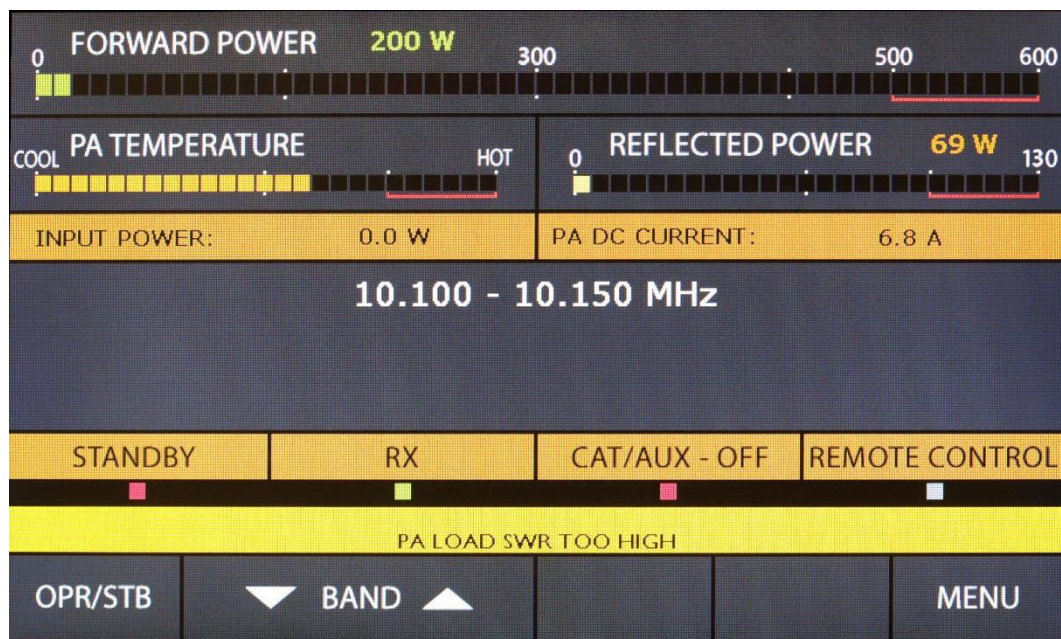 FORWARD POWER 200 W
0 300 500 600
PA TEMPERATURE
COOL HOT
REFLECTED POWER 69 W
0 130
INPUT POWER: 0.0 W
PA DC CURRENT: 6.8 A
10.100 - 10.150 MHz
STANDBY RX CAT/AUX - OFF REMOTE CONTROL
PA LOAD SWR TOO HIGH
OPR/STB BAND MENU